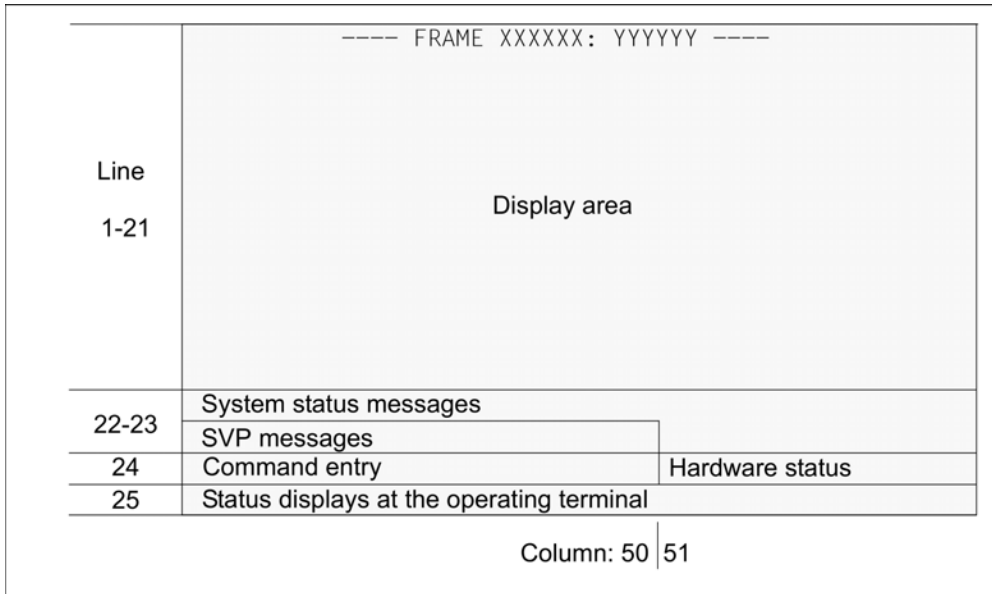 ---- FRAME XXXXXX: YYYYYY ----
Line
1-21
Display area
22-23
System status messages
SVP messages
24
Command entry
Hardware status
25
Status displays at the operating terminal
Column: 50
51